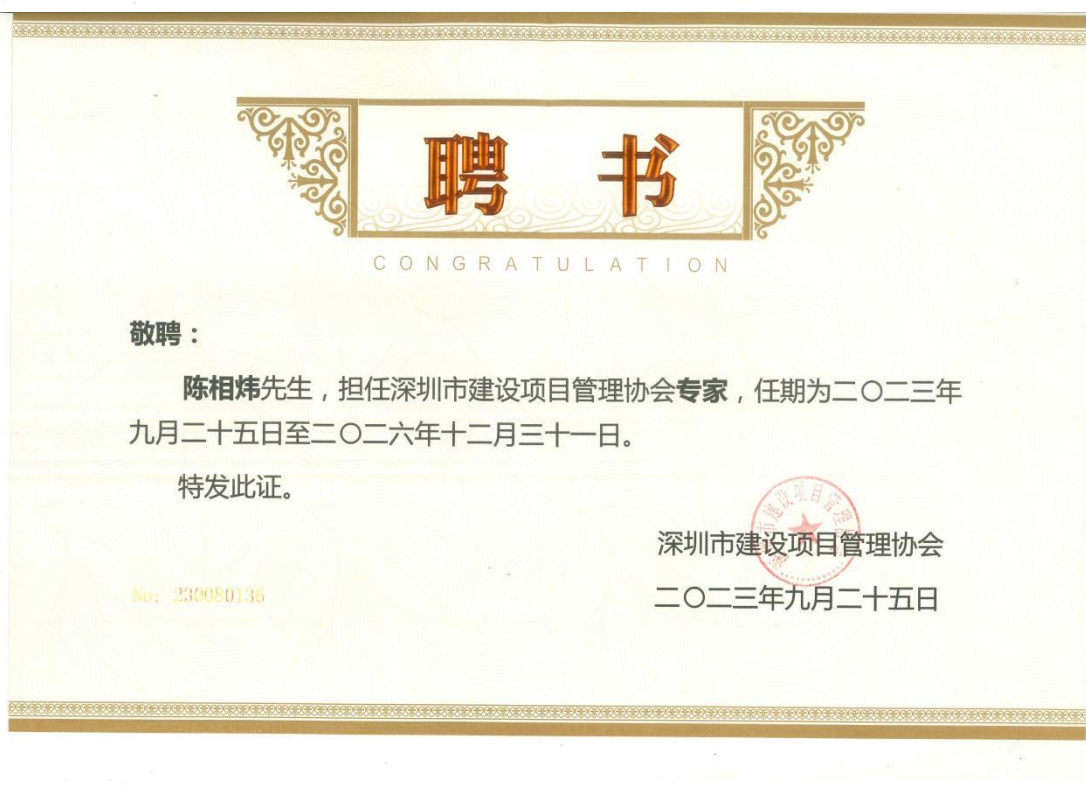 聘书
CONGRATULATION
敬聘：
陈相炜先生，担任深圳市建设项目管理协会专家，任期为二〇二三年
九月二十五日至二〇二六年十二月三十一日。
特发此证。
深圳市建设项目管理协会
No: 230080136
二〇二三年九月二十五日